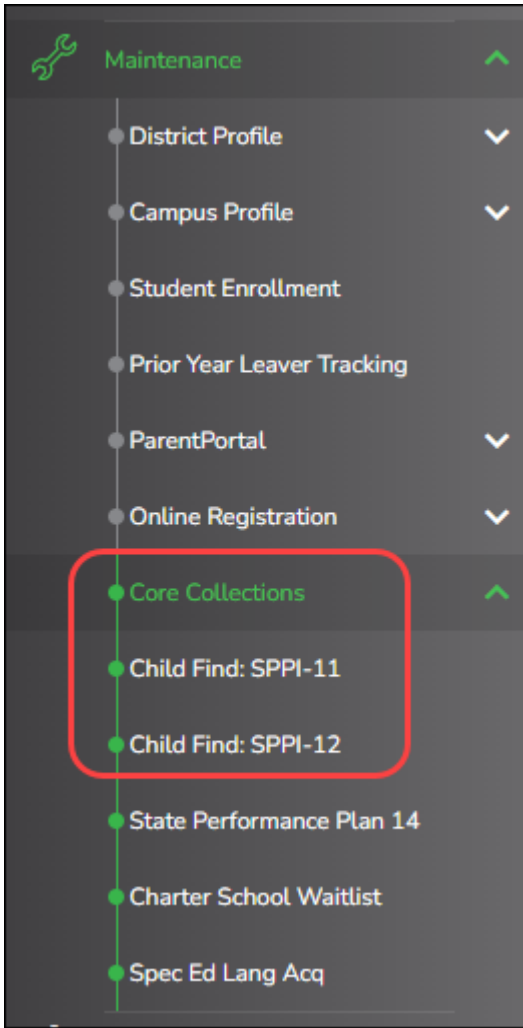 Maintenance
District Profile
Campus Profile
Student Enrollment
Prior Year Leaver Tracking
ParentPortal
Online Registration
Core Collections
Child Find: SPPI-11
Child Find: SPPI-12
State Performance Plan 14
Charter School Waitlist
Spec Ed Lang Acq